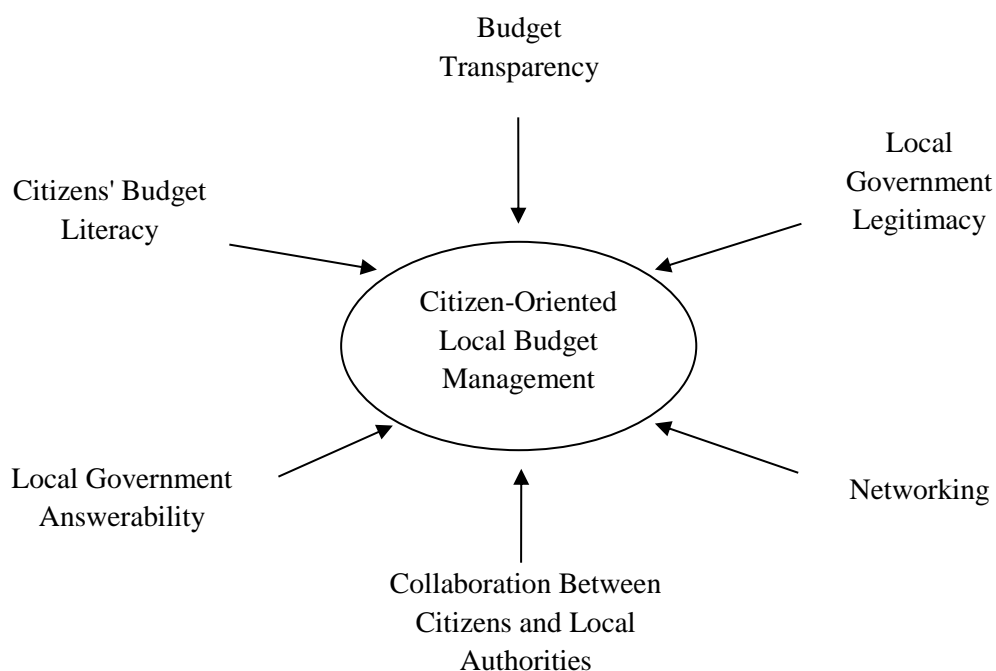 Budget
Transparency
Local
Government
Legitimacy
Citizens' Budget
Literacy
Citizen-Oriented
Local Budget
Management
Local Government
Answerability
Networking
Collaboration Between
Citizens and Local
Authorities